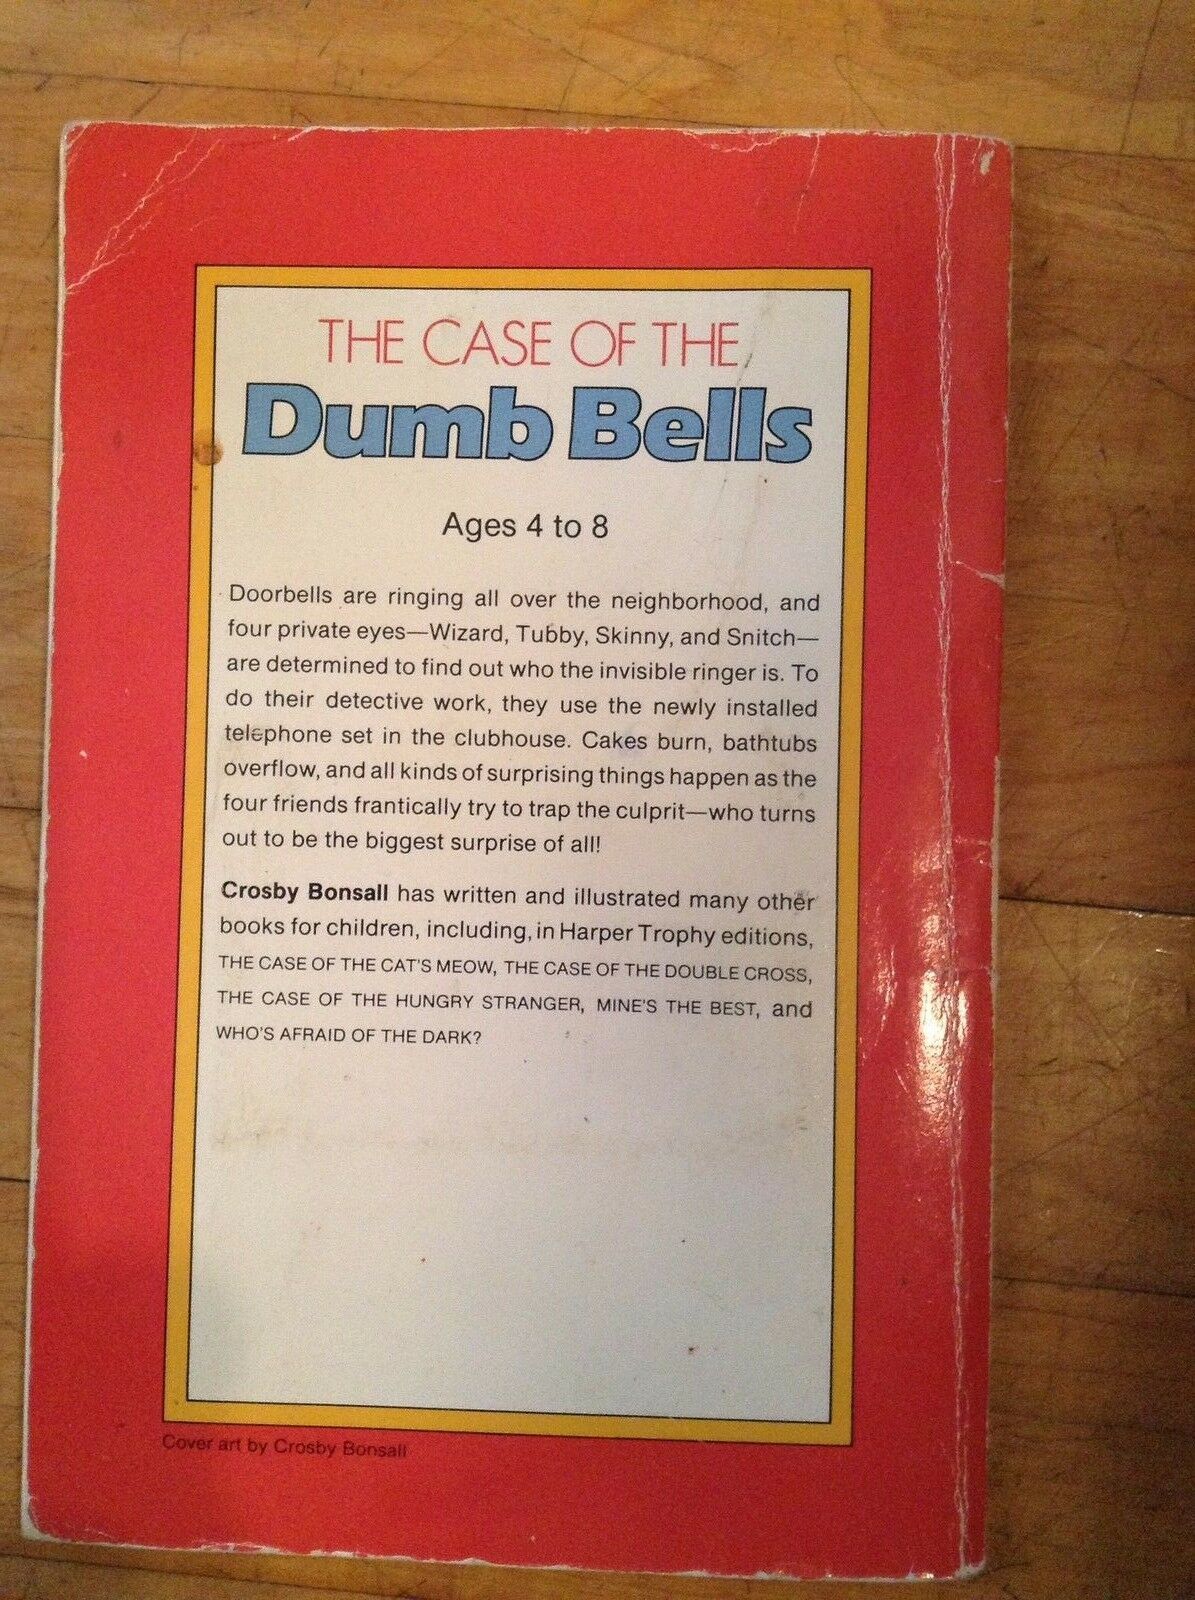 THE CASE OF THE
Dumb Bells
Ages 4 to 8
Doorbells are ringing all over the neighborhood, and
four private eyes—Wizard, Tubby, Skinny, and Snitch—
are determined to find out who the invisible ringer is. To
do their detective work, they use the newly installed
telephone set in the clubhouse. Cakes burn, bathtubs
overflow, and all kinds of surprising things happen as the
four friends frantically try to trap the culprit—who turns
out to be the biggest surprise of all!
Crosby Bonsall has written and illustrated many other
books for children, including, in Harper Trophy editions,
THE CASE OF THE CAT'S MEOW, THE CASE OF THE DOUBLE CROSS,
THE CASE OF THE HUNGRY STRANGER, MINE'S THE BEST, and
WHO'S AFRAID OF THE DARK?
Cover art by Crosby Bonsall